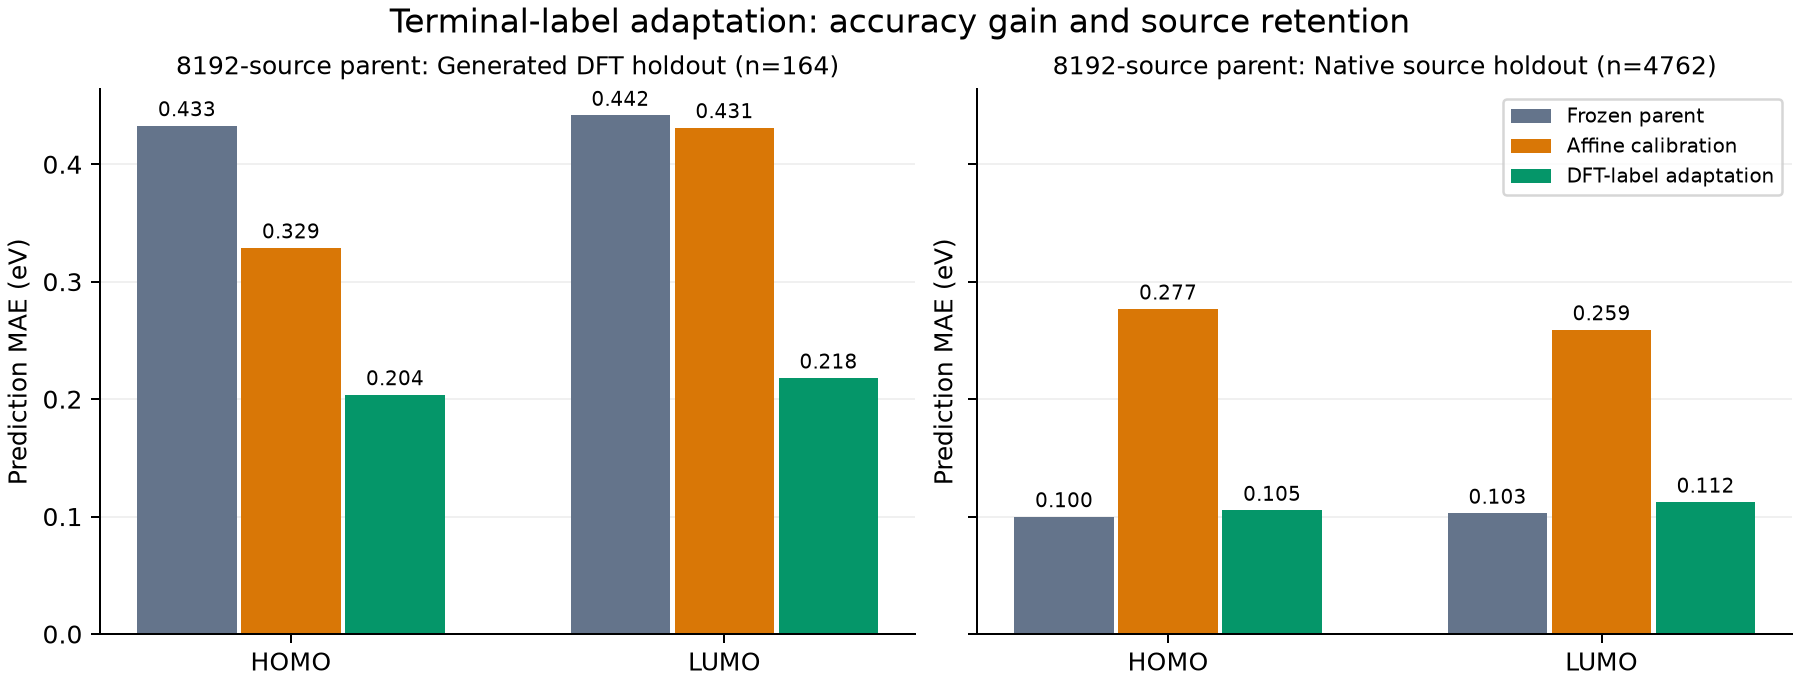 Terminal-label adaptation: accuracy gain and source retention
8192-source parent: Generated DFT holdout (n=164)
Prediction MAE (eV)
0.4
0.3
0.2
0.1
0.0
0.433
0.329
0.204
0.442
0.431
0.218
HOMO
LUMO
8192-source parent: Native source holdout (n=4762)
Prediction MAE (eV)
Frozen parent
Affine calibration
DFT-label adaptation
0.100
0.277
0.105
0.103
0.259
0.112
HOMO
LUMO